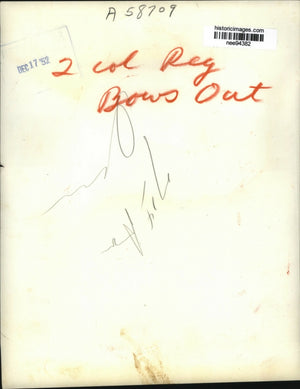 A 58709
historicimages.com
nee94382
DEC 17 '52
2 col Reg
Bows Out